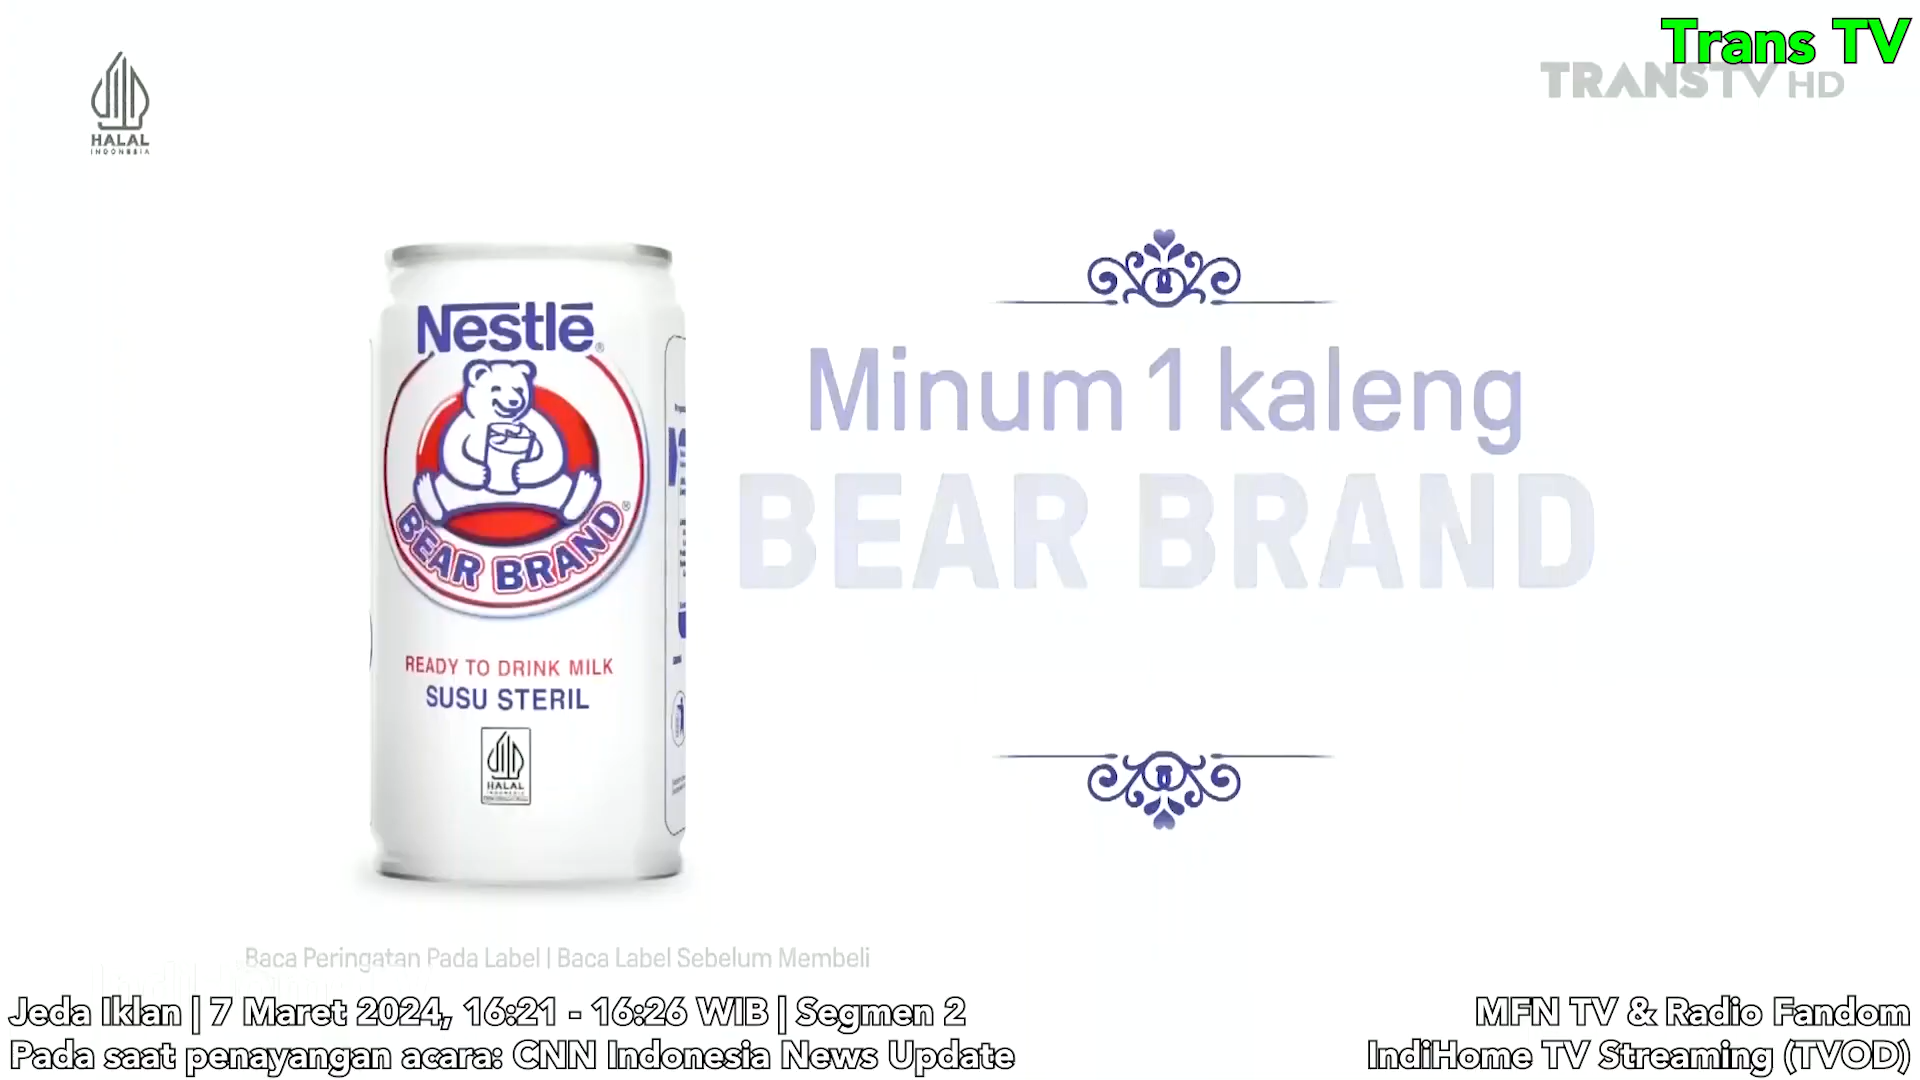 Trans TV
TRANSTV HD
HALAL
INDONESIA
Nestlé
BEAR BRAND
READY TO DRINK MILK
SUSU STERIL
HALAL
INDONESIA
Minum 1 kaleng
BEAR BRAND
Baca Peringatan Pada Label | Baca Label Sebelum Membeli
Jeda Iklan | 7 Maret 2024, 16:21 - 16:26 WIB | Segmen 2
Pada saat penayangan acara: CNN Indonesia News Update
MFN TV & Radio Fandom
IndiHome TV Streaming (TVOD)